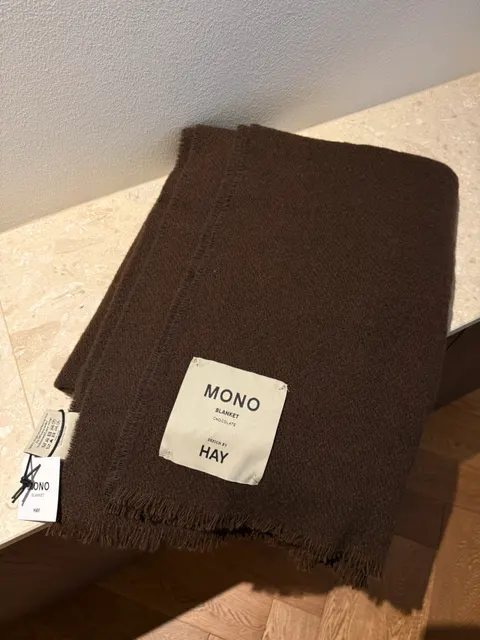 MONO
BLANKET
CHOCOLATE
DESIGN BY
HAY
MONO
BLANKET
HAY